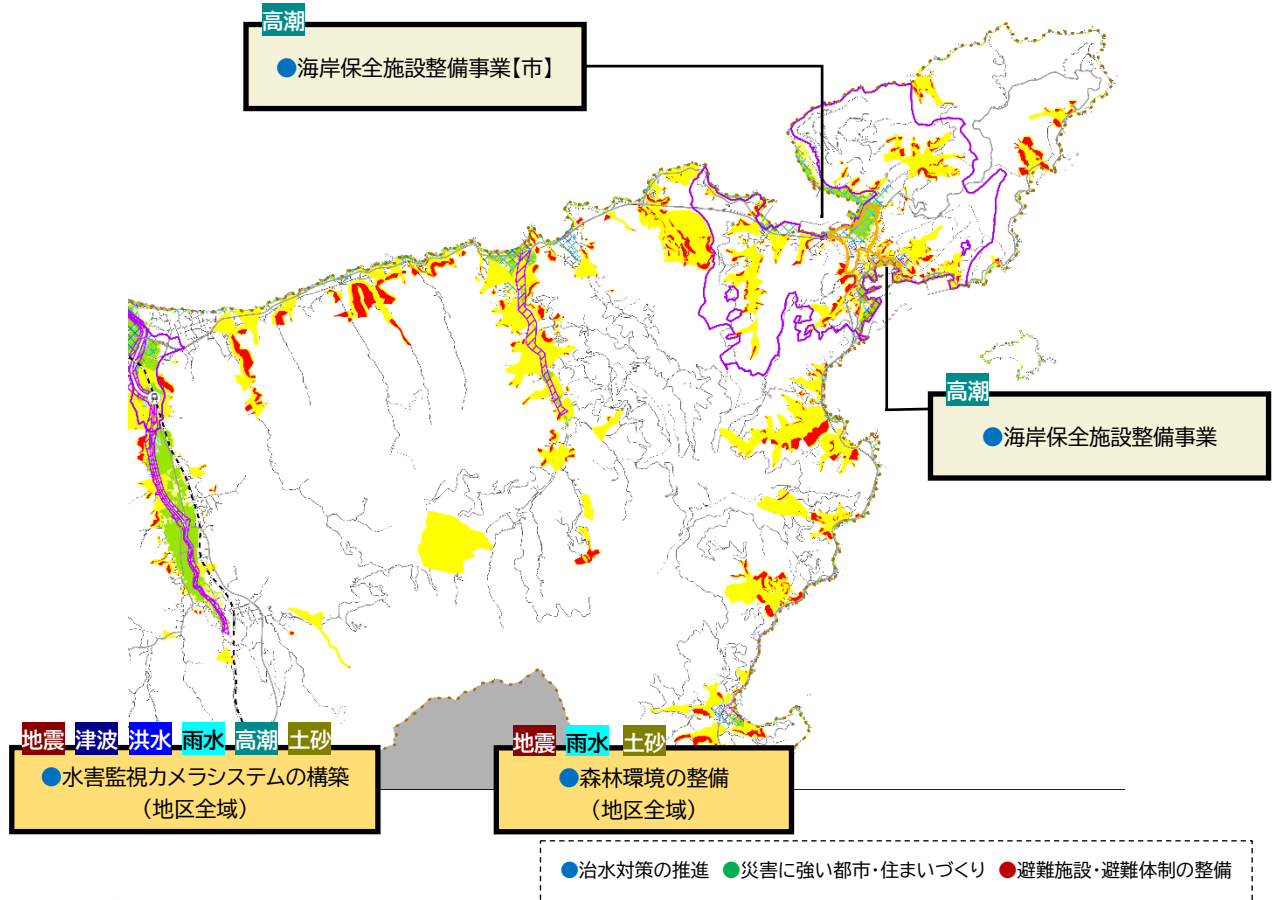 高潮
●海岸保全施設整備事業【市】
高潮
●海岸保全施設整備事業
地震 津波 洪水 雨水 高潮 土砂
●水害監視カメラシステムの構築
（地区全域）
地震 雨水 土砂
●森林環境の整備
（地区全域）
●治水対策の推進 ●災害に強い都市・住まいづくり ●避難施設・避難体制の整備